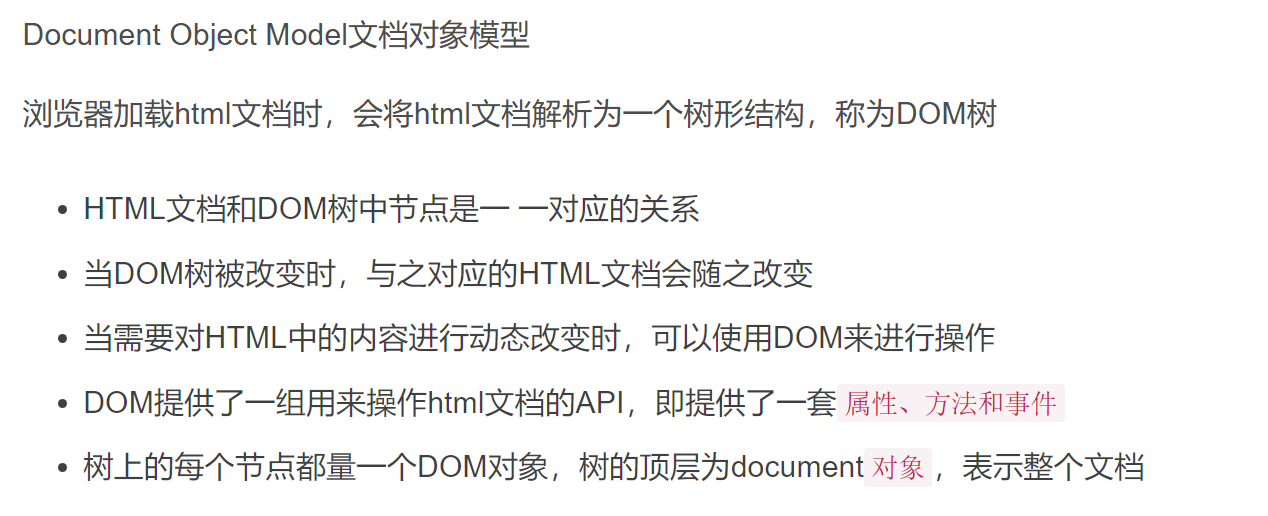 Document Object Model文档对象模型
浏览器加载html文档时，会将html文档解析为一个树形结构，称为DOM树
• HTML文档和DOM树中节点是一 一对应的关系
• 当DOM树被改变时，与之对应的HTML文档会随之改变
• 当需要对HTML中的内容进行动态改变时，可以使用DOM来进行操作
• DOM提供了一组用来操作html文档的API，即提供了一套 属性、方法和事件
• 树上的每个节点都量一个DOM对象，树的顶层为document 对象 ，表示整个文档